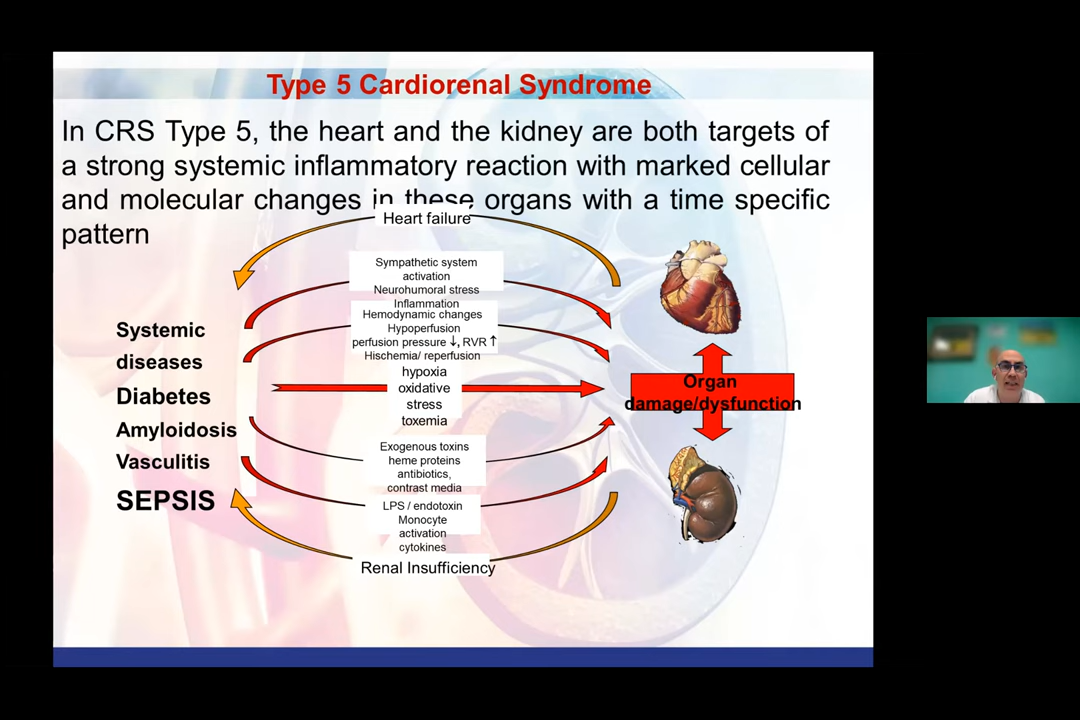 Type 5 Cardiorenal Syndrome
In CRS Type 5, the heart and the kidney are both targets of
a strong systemic inflammatory reaction with marked cellular
and molecular changes in these organs with a time specific
pattern
Heart failure
Sympathetic system
activation
Neurohumoral stress
Inflammation
Hemodynamic changes
Hypoperfusion
perfusion pressure ↓, RVR ↑
Hischemia/ reperfusion
hypoxia
oxidative
stress
toxemia
Exogenous toxins
heme proteins
antibiotics,
contrast media
LPS / endotoxin
Monocyte
activation
cytokines
Renal Insufficiency
Systemic
diseases
Diabetes
Amyloidosis
Vasculitis
SEPSIS
Organ
damage/dysfunction